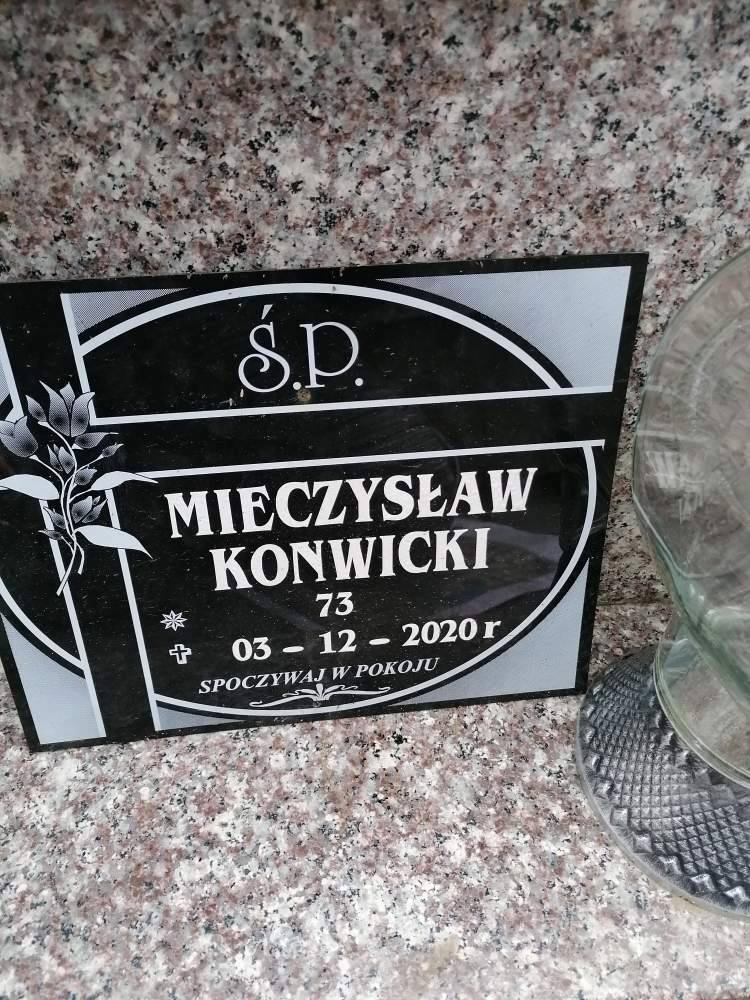 Ś.P.
MIECZYSŁAW
KONWICKI
73
03 - 12 - 2020 r
SPOCZYWAJ W POKOJU